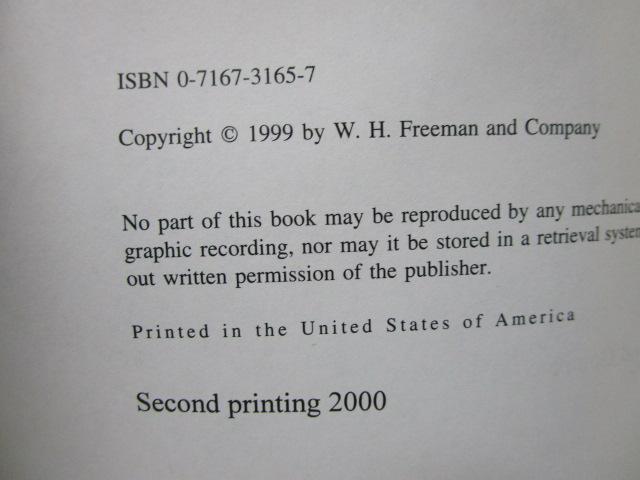 ISBN 0-7167-3165-7
Copyright © 1999 by W. H. Freeman and Company
No part of this book may be reproduced by any mechanica
graphic recording, nor may it be stored in a retrieval system
out written permission of the publisher.
Printed in the United States of America
Second printing 2000